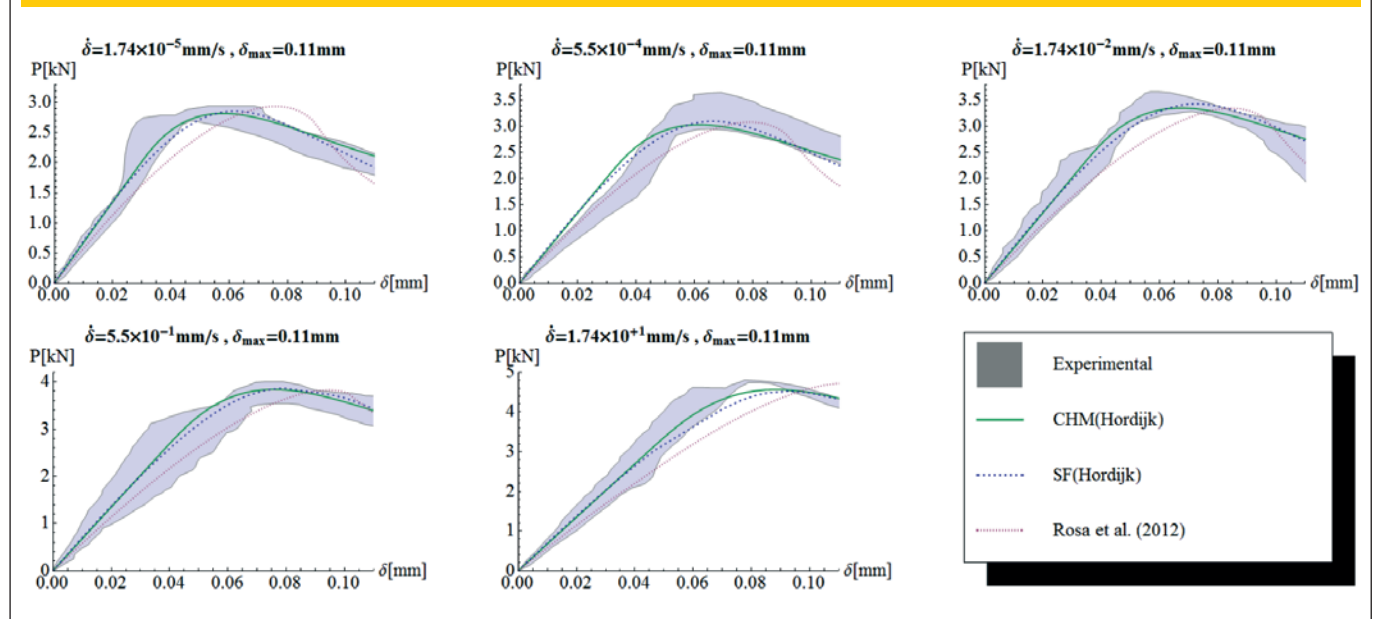 δ̇=1.74×10⁻⁵mm/s , δmax=0.11mm
P[kN]
3.0
2.5
2.0
1.5
1.0
0.5
0.0
0.00 0.02 0.04 0.06 0.08 0.10 δ[mm]
δ̇=5.5×10⁻⁴mm/s , δmax=0.11mm
P[kN]
3.5
3.0
2.5
2.0
1.5
1.0
0.5
0.0
0.00 0.02 0.04 0.06 0.08 0.10 δ[mm]
δ̇=1.74×10⁻²mm/s , δmax=0.11mm
P[kN]
3.5
3.0
2.5
2.0
1.5
1.0
0.5
0.0
0.00 0.02 0.04 0.06 0.08 0.10 δ[mm]
δ̇=5.5×10⁻¹mm/s , δmax=0.11mm
P[kN]
4
3
2
1
0
0.00 0.02 0.04 0.06 0.08 0.10 δ[mm]
δ̇=1.74×10⁺¹mm/s , δmax=0.11mm
P[kN]
5
4
3
2
1
0
0.00 0.02 0.04 0.06 0.08 0.10 δ[mm]
Experimental
CHM(Hordijk)
SF(Hordijk)
Rosa et al. (2012)